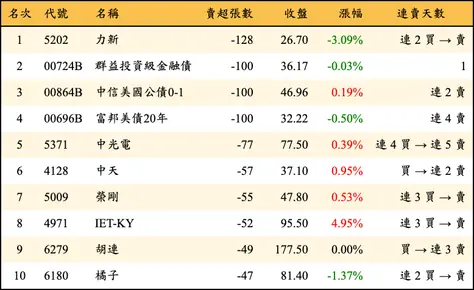 名次 代號 名稱 賣超張數 收盤 漲幅 連賣天數
1 5202 力新 -128 26.70 -3.09% 連 2 買 → 賣
2 00724B 群益投資級金融債 -100 36.17 -0.03% 1
3 00864B 中信美國公債0-1 -100 46.96 0.19% 連 2 賣
4 00696B 富邦美債20年 -100 32.22 -0.50% 連 4 賣
5 5371 中光電 -77 77.50 0.39% 連 4 買 → 連 5 賣
6 4128 中天 -57 37.10 0.95% 買 → 連 2 賣
7 5009 榮剛 -55 47.80 0.53% 連 3 買 → 賣
8 4971 IET-KY -52 95.50 4.95% 連 3 買 → 賣
9 6279 胡連 -49 177.50 0.00% 買 → 連 3 賣
10 6180 橘子 -47 81.40 -1.37% 連 2 買 → 賣